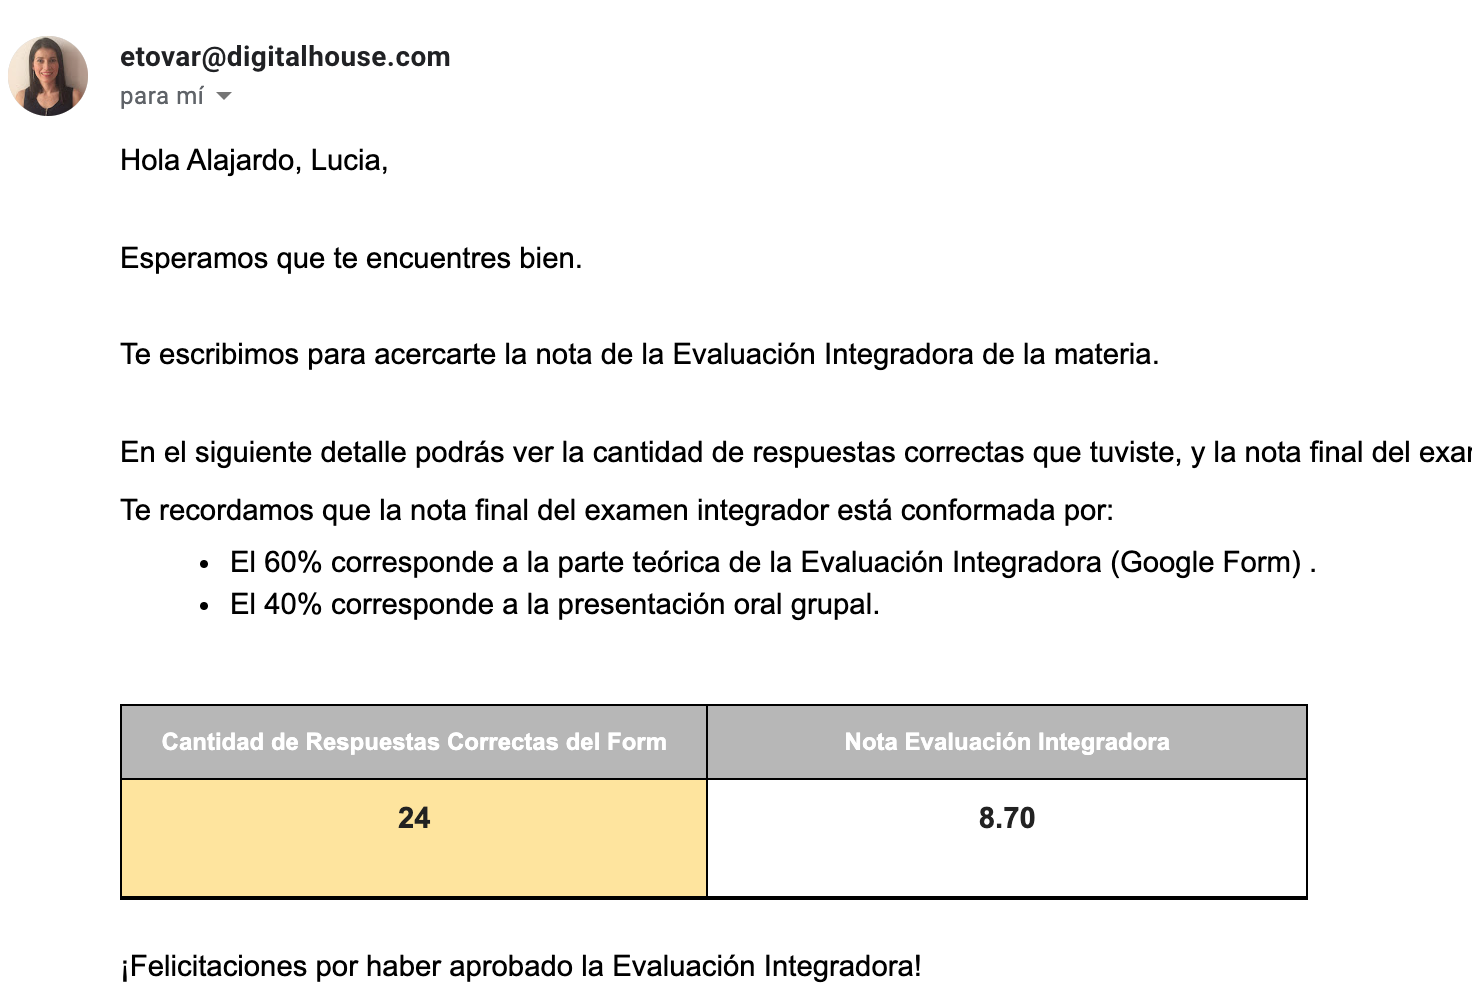 etovar@digitalhouse.com
para mí
Hola Alajardo, Lucia,
Esperamos que te encuentres bien.
Te escribimos para acercarte la nota de la Evaluación Integradora de la materia.
En el siguiente detalle podrás ver la cantidad de respuestas correctas que tuviste, y la nota final del
Te recordamos que la nota final del examen integrador está conformada por:
• El 60% corresponde a la parte teórica de la Evaluación Integradora (Google Form) .
• El 40% corresponde a la presentación oral grupal.
Cantidad de Respuestas Correctas del Form
Nota Evaluación Integradora
24
8.70
¡Felicitaciones por haber aprobado la Evaluación Integradora!